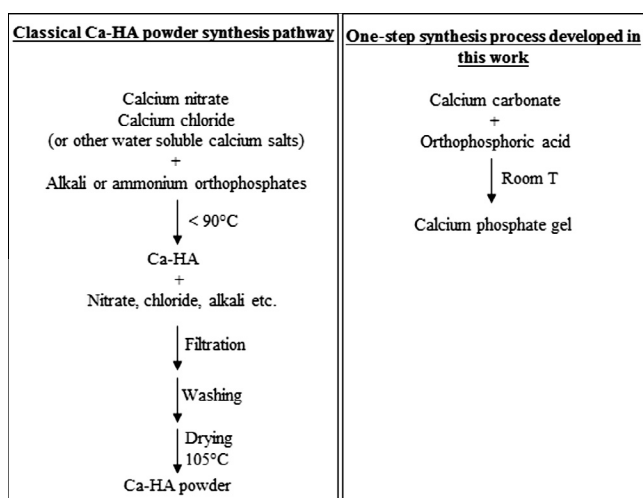 Classical Ca-HA powder synthesis pathway
Calcium nitrate
Calcium chloride
(or other water soluble calcium salts)
+
Alkali or ammonium orthophosphates
< 90°C
Ca-HA
+
Nitrate, chloride, alkali etc.
Filtration
Washing
Drying
105°C
Ca-HA powder
One-step synthesis process developed in
this work
Calcium carbonate
+
Orthophosphoric acid
Room T
Calcium phosphate gel